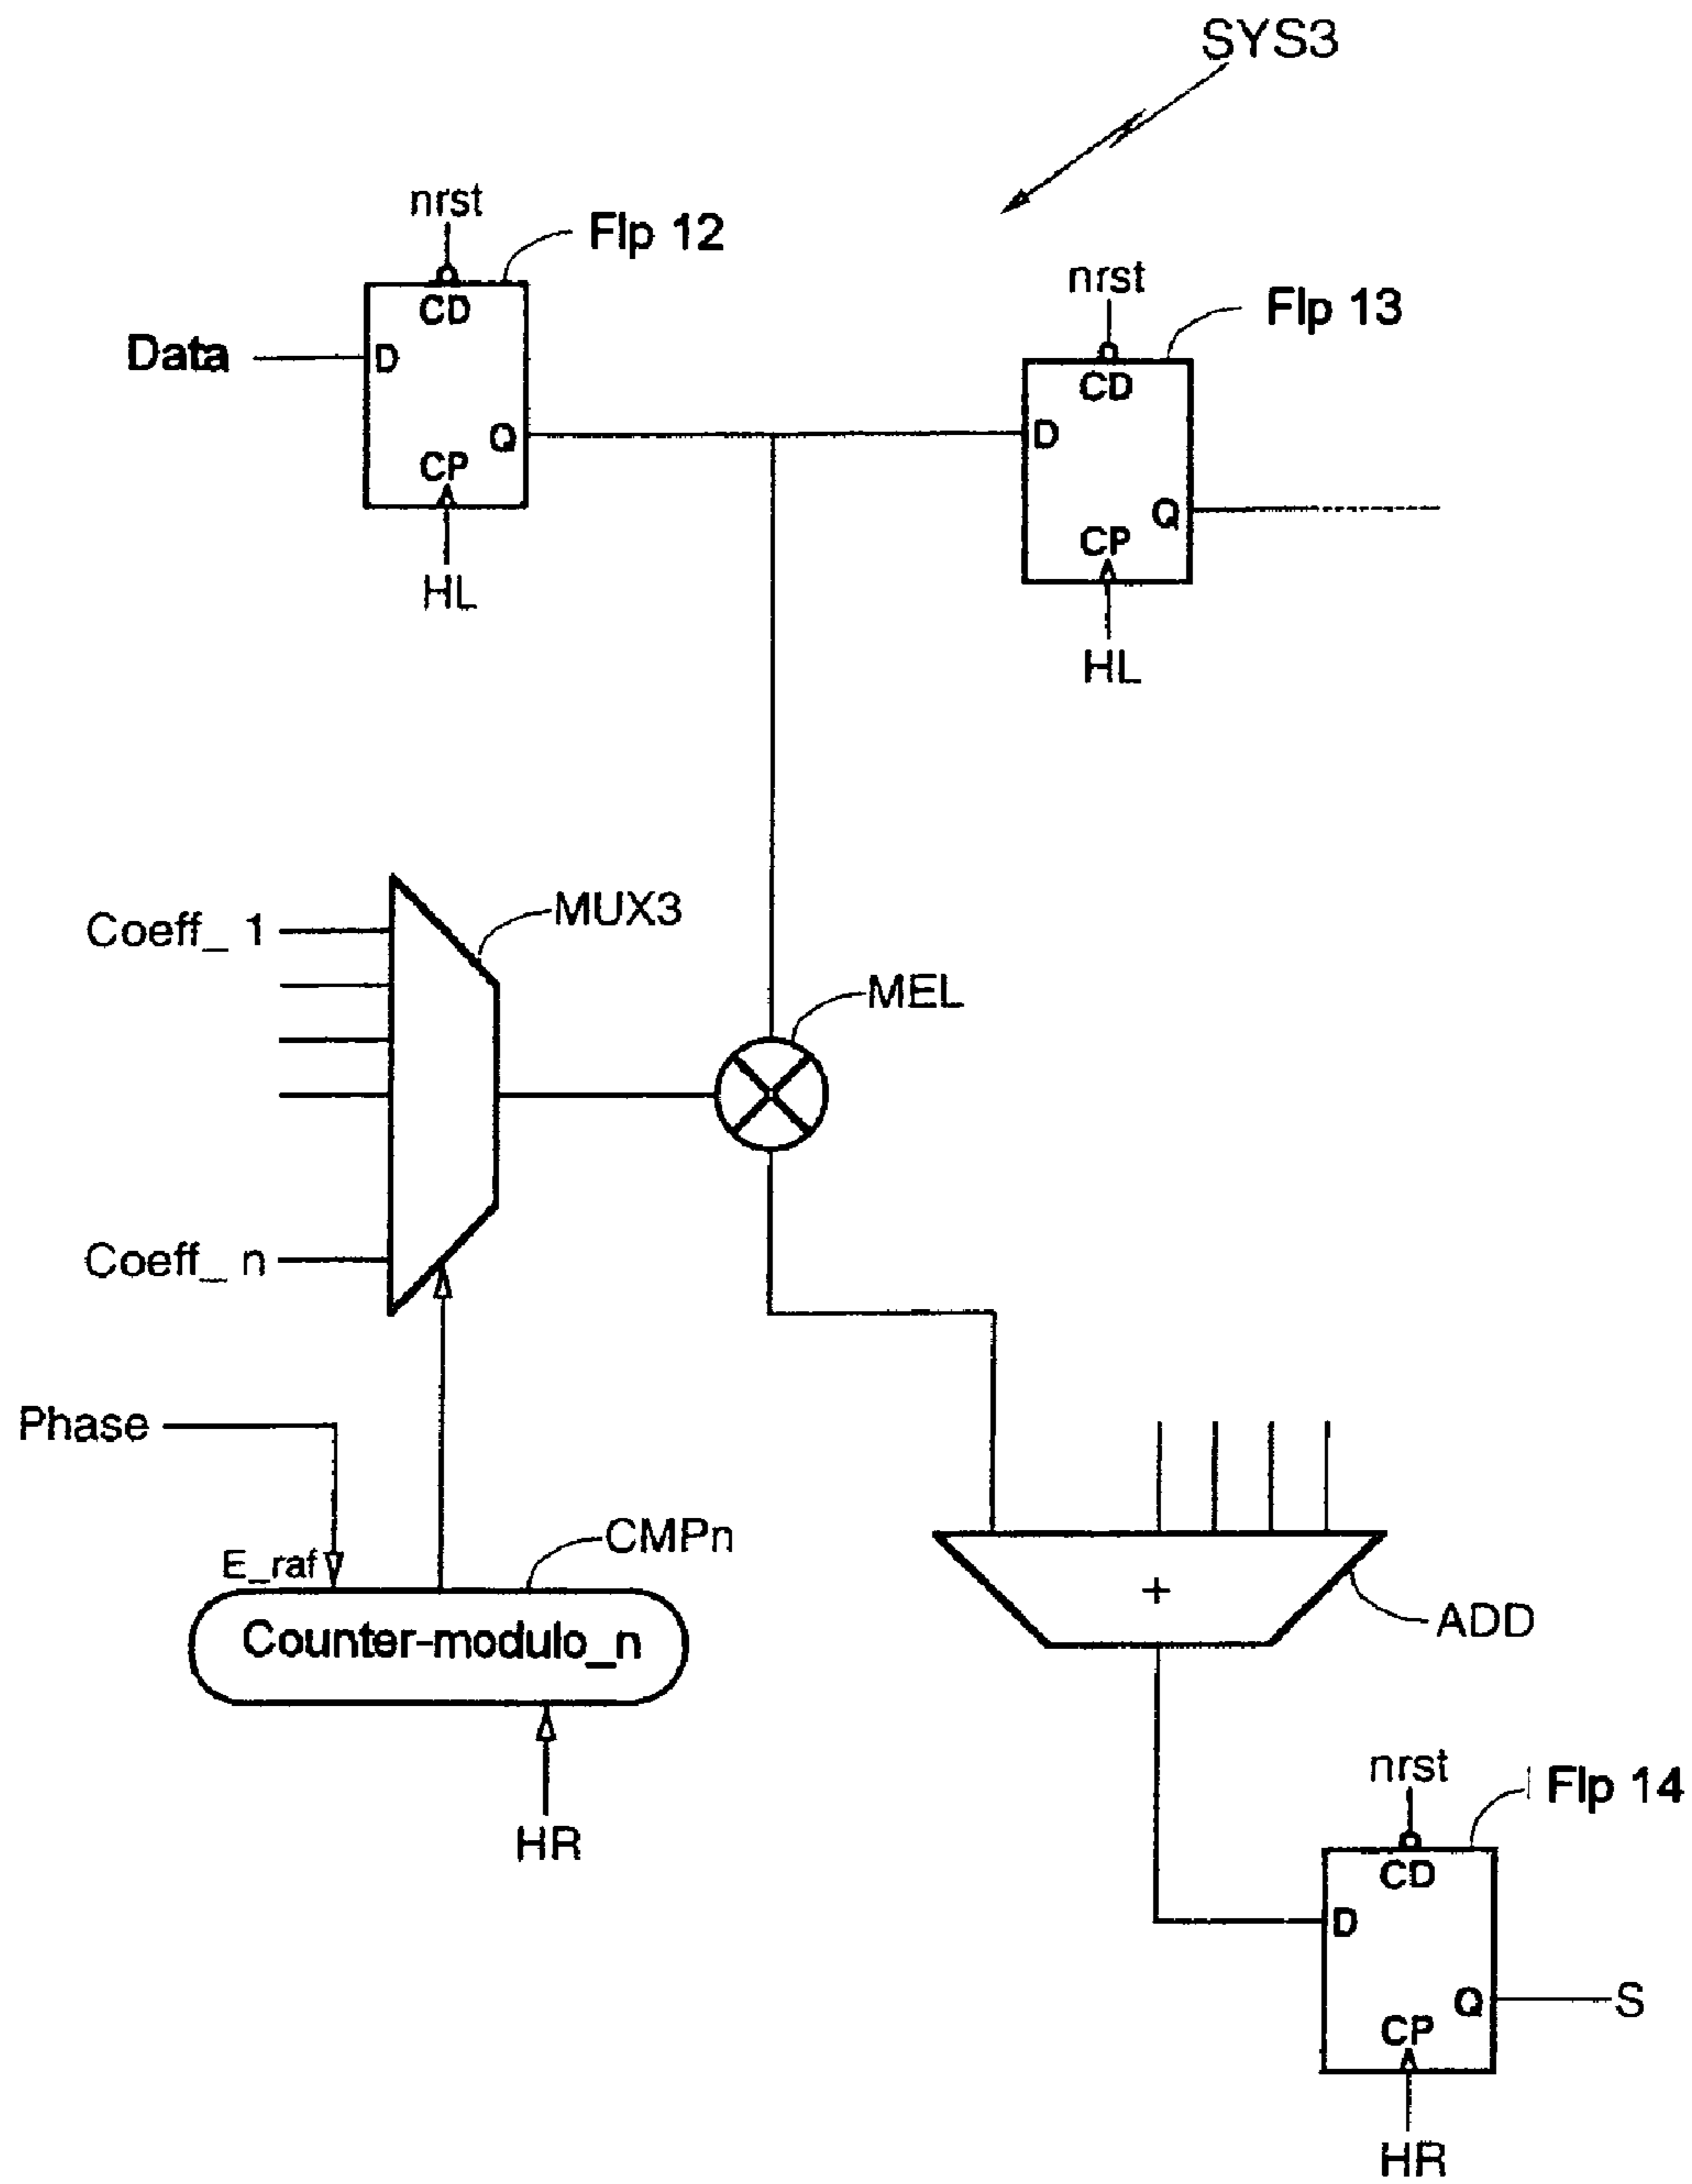 SYS3
nrst
Flp 12
CD
Data
D
Q
CP
HL
nrst
Flp 13
CD
D
Q
CP
HL
Coeff_ 1
MUX3
MEL
Coeff_ n
Phase
E_raf
CMPn
Counter-modulo_n
HR
+
ADD
nrst
Flp 14
CD
D
Q
S
CP
HR